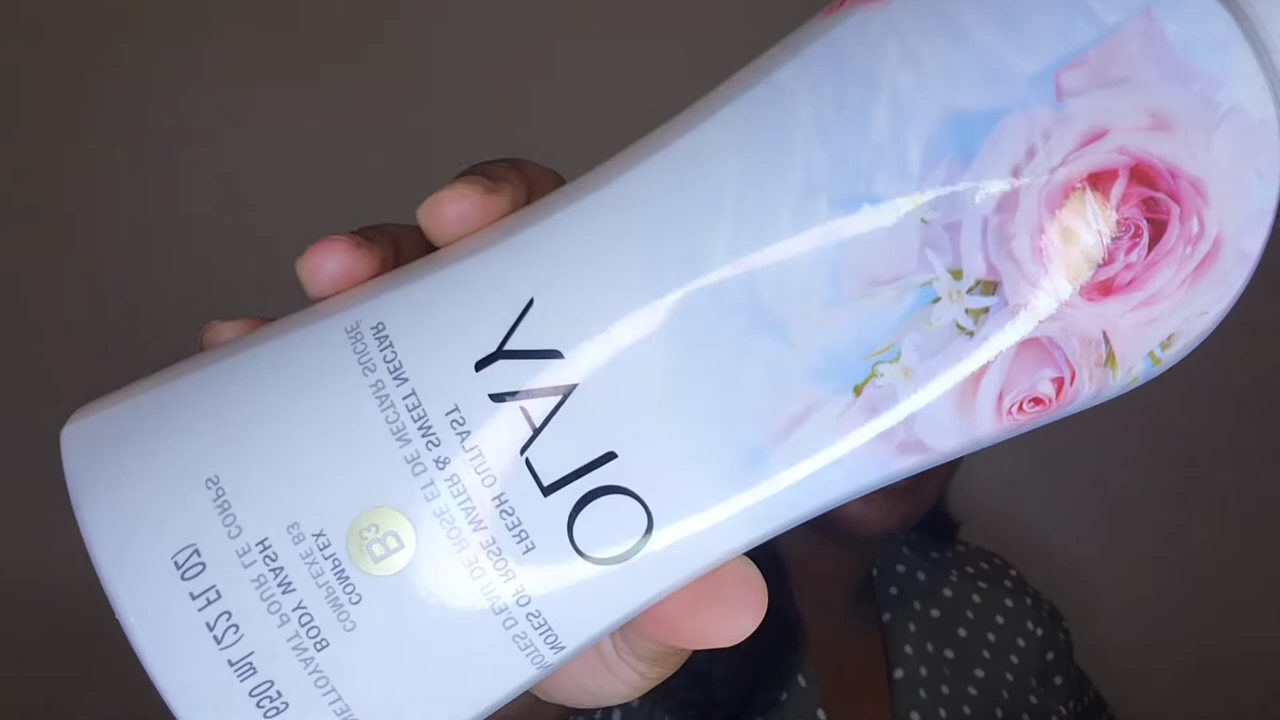 OLAY
FRESH OUTLAST
NOTES OF ROSE WATER & SWEET NECTAR
NOTES D'EAU DE ROSE ET DE NECTAR SUCRÉ
B3
COMPLEX
COMPLEXE B3
BODY WASH
NETTOYANT POUR LE CORPS
650 mL (22 FL OZ)